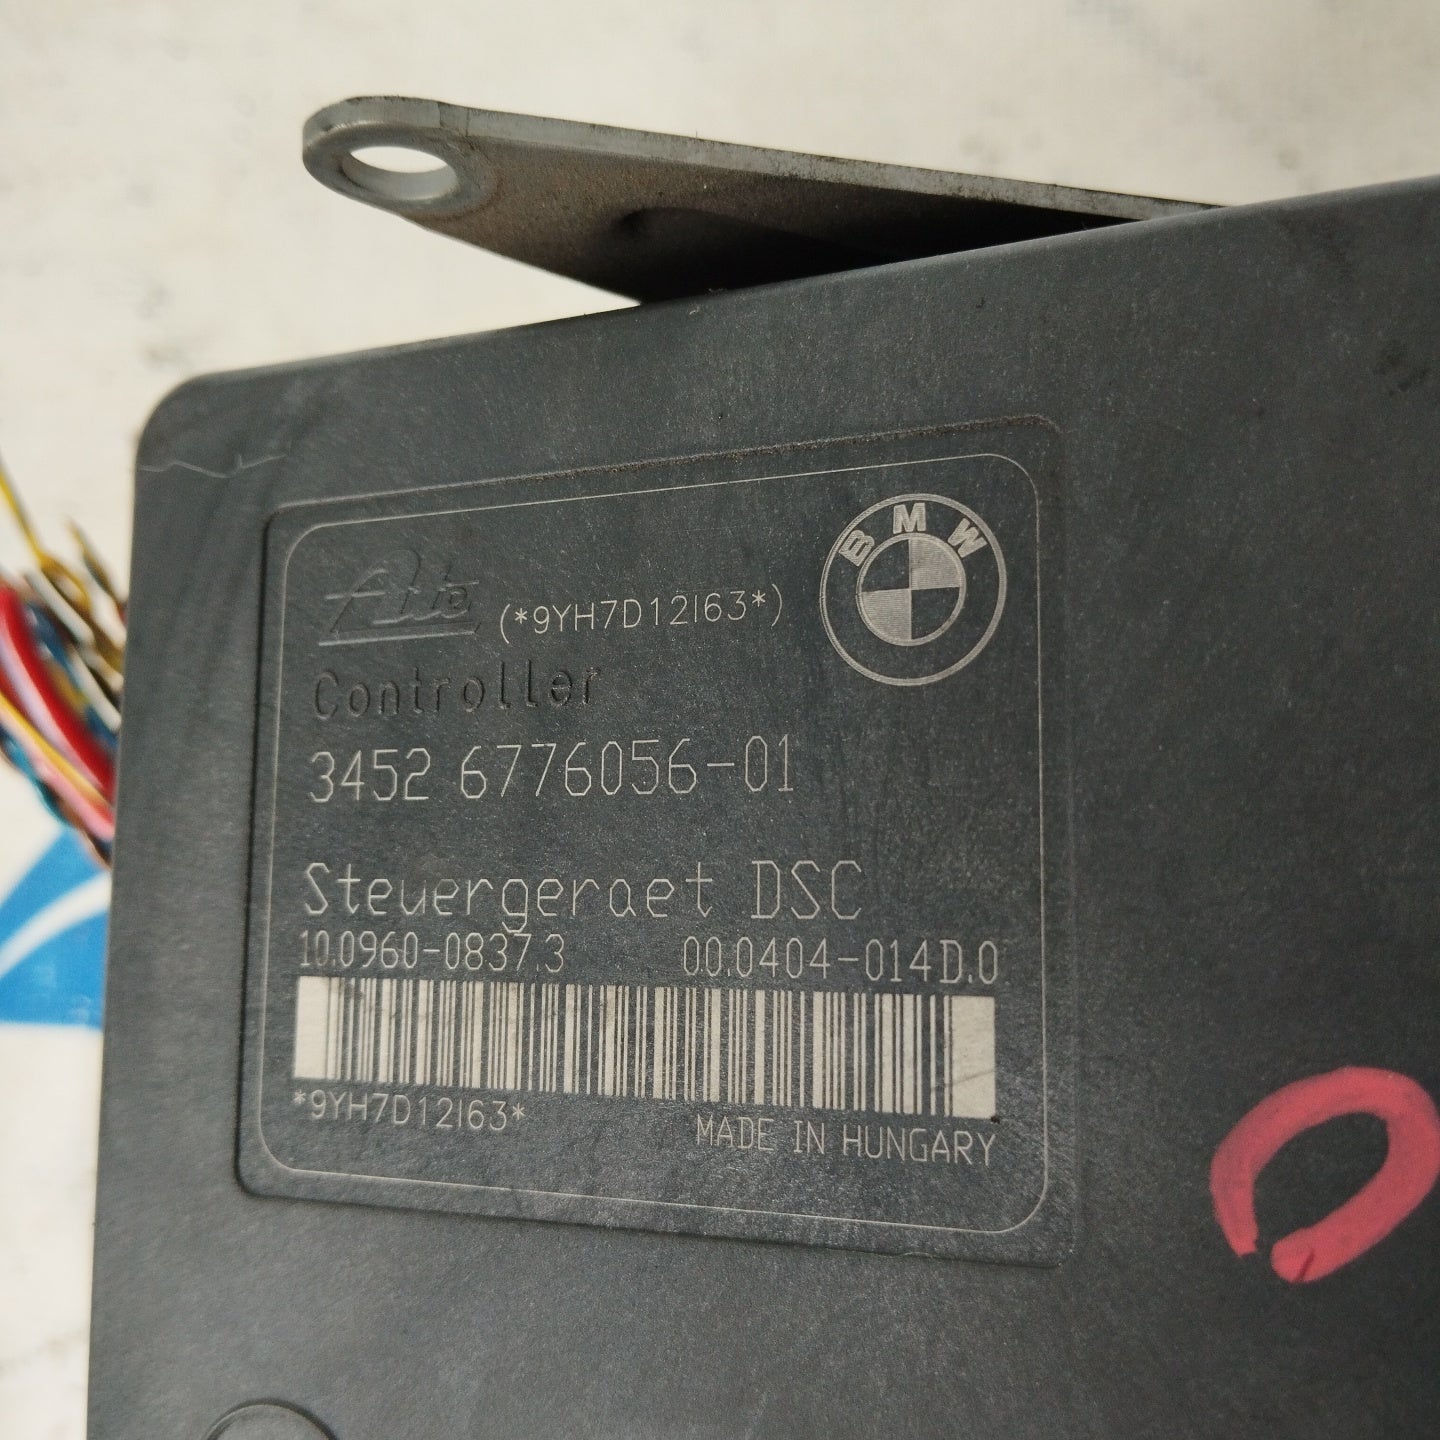 Ate (*9YH7D12I63*)
BMW
Controller
3452 6776056-01
Steuergeraet DSC
10.0960-0837.3 00.0404-014D.0
*9YH7D12I63*
MADE IN HUNGARY